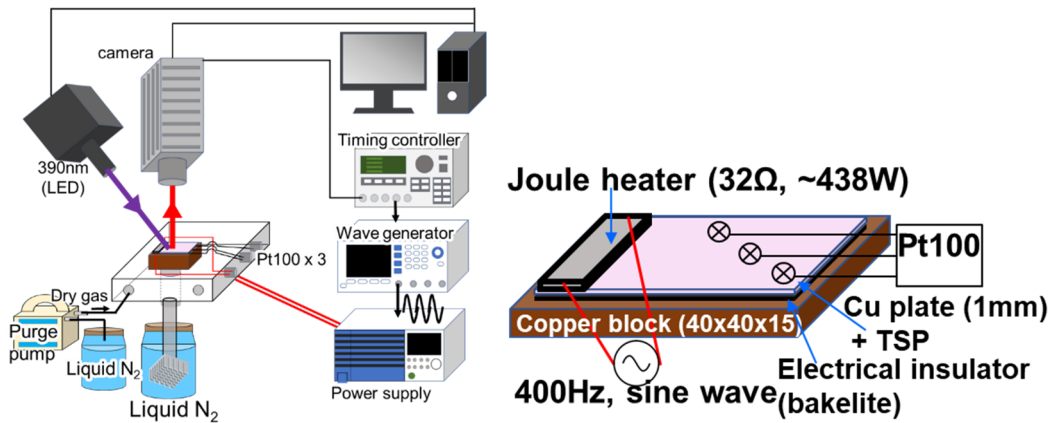 camera
390nm
(LED)
Timing controller
Wave generator
Pt100 x 3
Dry gas
Purge
pump
Liquid N₂
Liquid N₂
Power supply
Joule heater (32Ω, ~438W)
Pt100
Cu plate (1mm)
+ TSP
Copper block (40x40x15)
Electrical insulator
(bakelite)
400Hz, sine wave